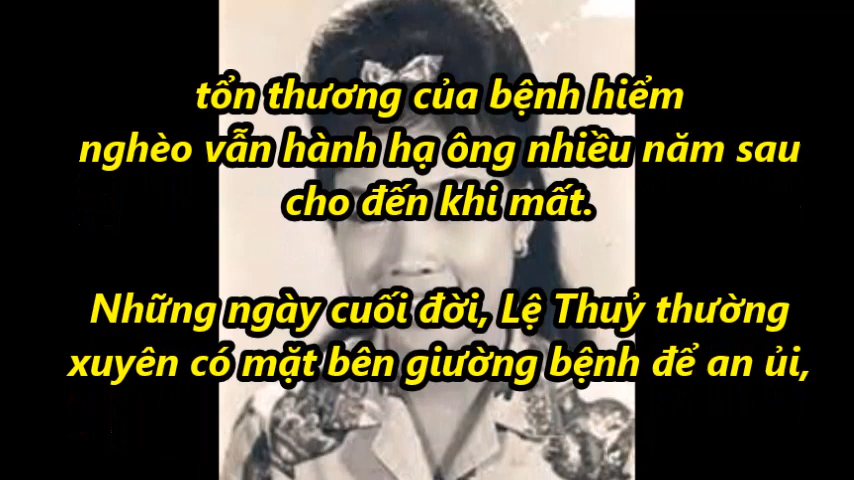 tổn thương của bệnh hiểm
nghèo vẫn hành hạ ông nhiều năm sau
cho đến khi mất.
Những ngày cuối đời, Lệ Thuỷ thường
xuyên có mặt bên giường bệnh để an ủi,